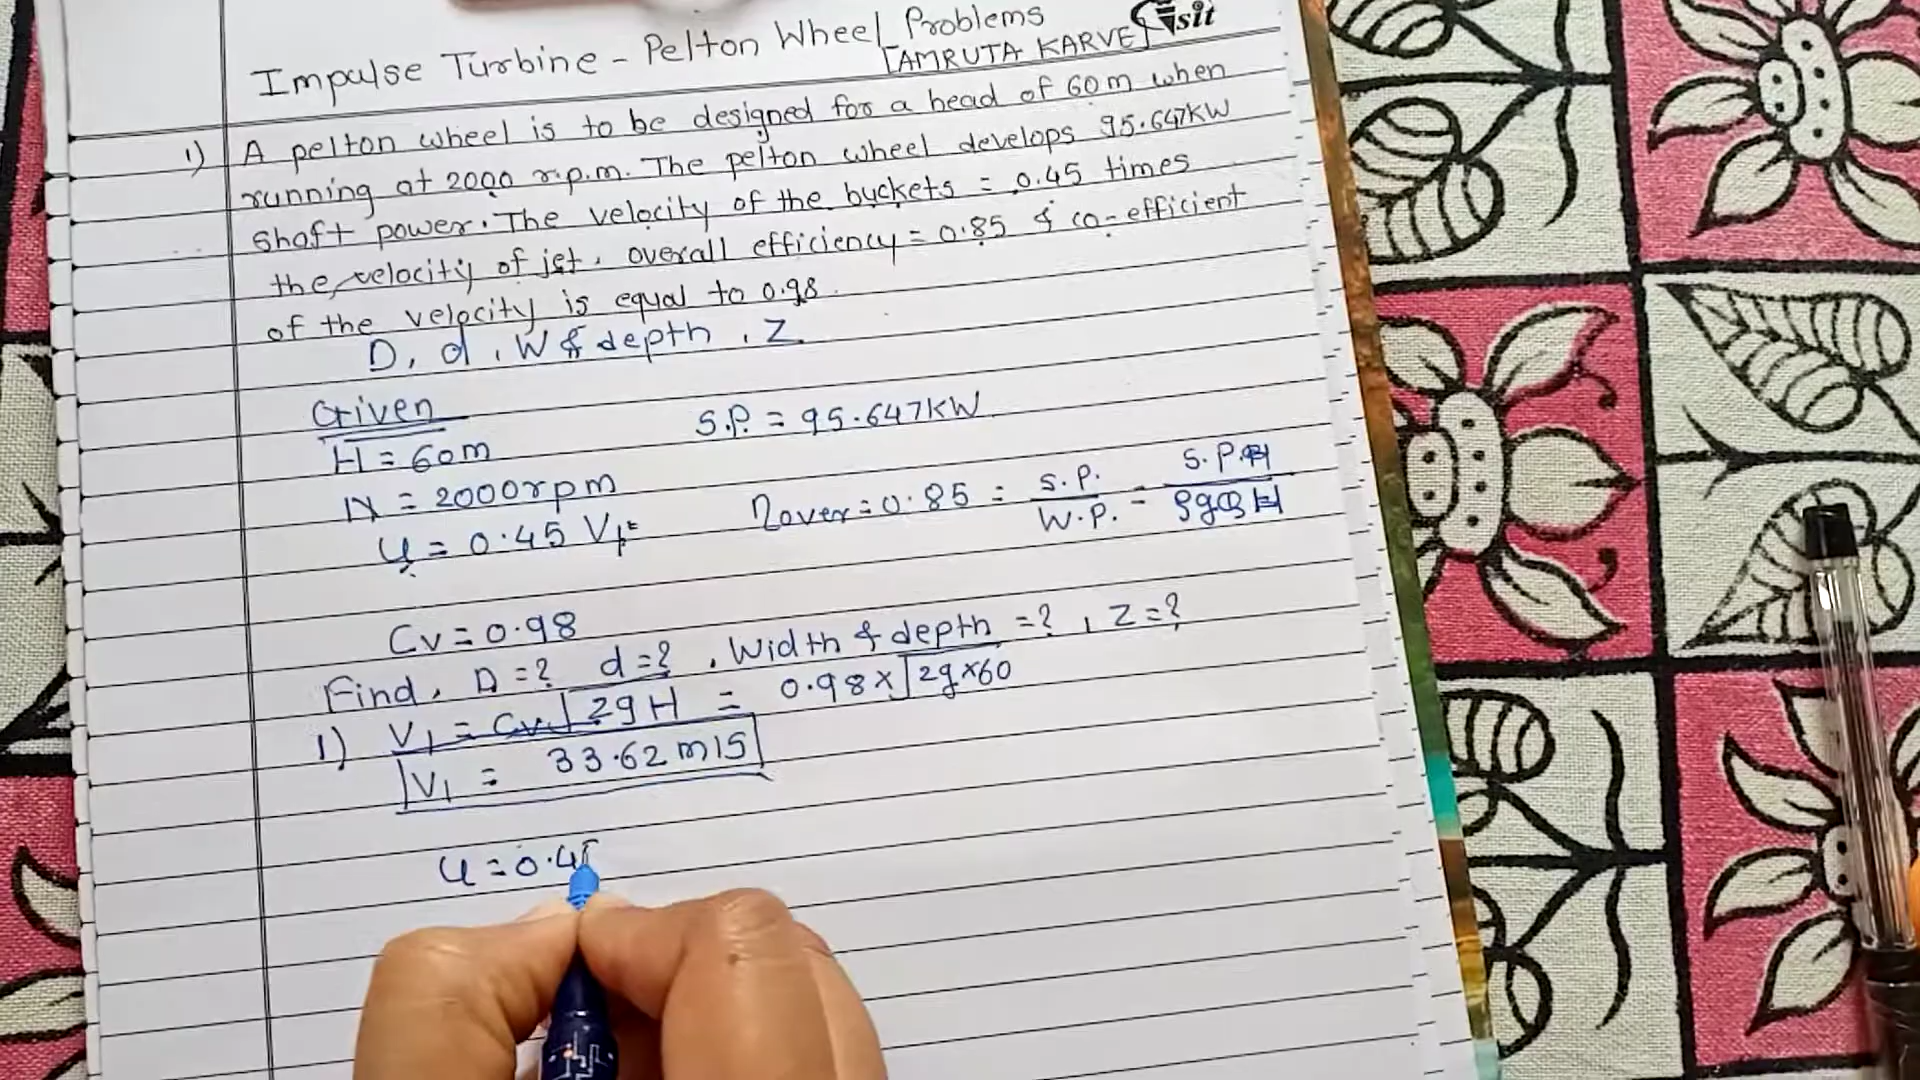 Impulse Turbine - Pelton Wheel Problems
[AMRUTA KARVE] Visit
1) A pelton wheel is to be designed for a head of 60m when
running at 2000 r.p.m. The pelton wheel develops 95.647KW
shaft power. The velocity of the buckets = 0.45 times
the velocity of jet, overall efficiency = 0.85 & co-efficient
of the velocity is equal to 0.98.
D, d, W & depth, Z
Given
H = 60m
S.P. = 95.647KW
N = 2000rpm
ηover = 0.85 = S.P. / W.P. = S.P. / ρgQH
u = 0.45 V1=
Cv = 0.98
Find, D = ? d = ?, Width & depth = ?, Z = ?
1) V1 = Cv √2gH = 0.98 × √2g×60
V1 = 33.62 m/s
u = 0.45